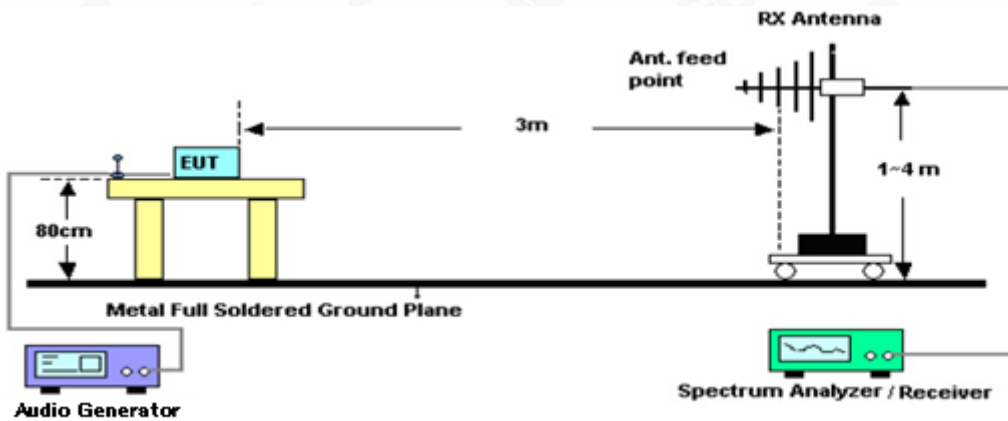 RX Antenna
Ant. feed
point
3m
EUT
1~4 m
80cm
Metal Full Soldered Ground Plane
Audio Generator
Spectrum Analyzer / Receiver